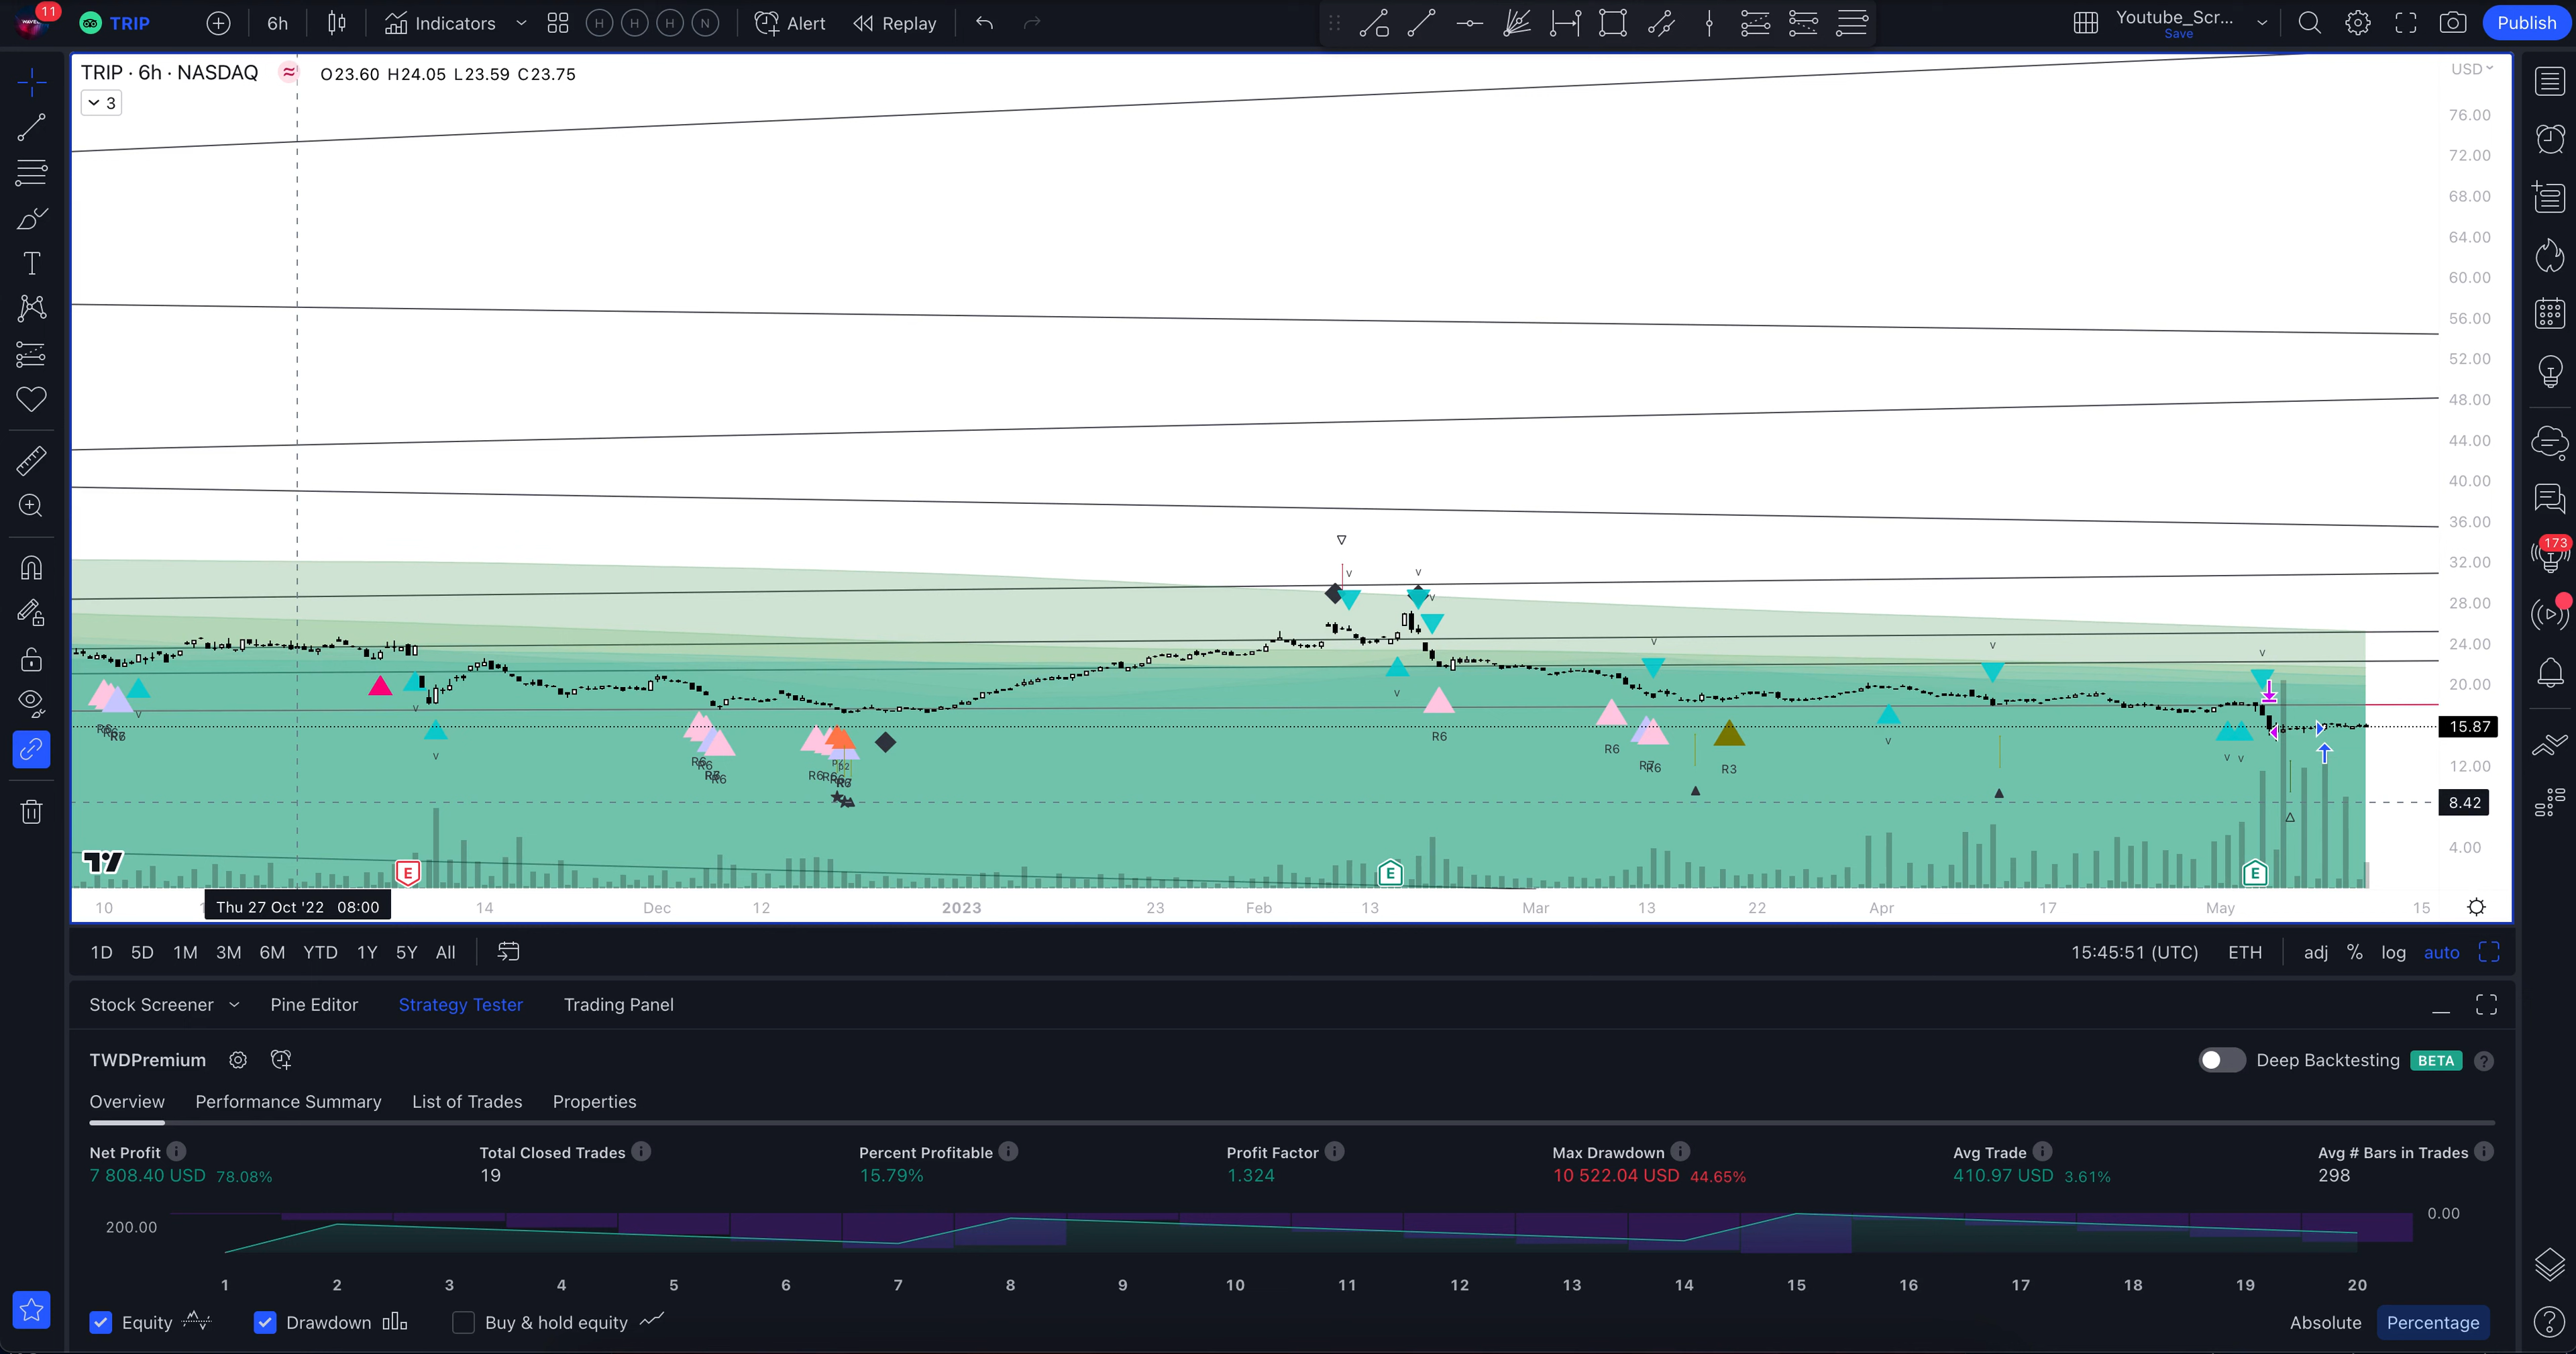 11
TRIP
6h
Indicators
H
H
H
N
Alert
Replay
Youtube_Scr...
Save
Publish
TRIP · 6h · NASDAQ
O23.60 H24.05 L23.59 C23.75
3
USD
76.00
72.00
68.00
64.00
60.00
56.00
52.00
48.00
44.00
40.00
36.00
32.00
28.00
24.00
20.00
15.87
12.00
8.42
4.00
173
R6
R6
R6
R6
R6
R3
E
E
E
10
Thu 27 Oct '22 08:00
14
Dec
12
2023
23
Feb
13
Mar
13
22
Apr
17
May
15
1D 5D 1M 3M 6M YTD 1Y 5Y All
15:45:51 (UTC) ETH adj % log auto
Stock Screener Pine Editor Strategy Tester Trading Panel
TWDPremium
Deep Backtesting BETA
Overview Performance Summary List of Trades Properties
Net Profit
7 808.40 USD 78.08%
Total Closed Trades
19
Percent Profitable
15.79%
Profit Factor
1.324
Max Drawdown
10 522.04 USD 44.65%
Avg Trade
410.97 USD 3.61%
Avg # Bars in Trades
298
200.00
0.00
1 2 3 4 5 6 7 8 9 10 11 12 13 14 15 16 17 18 19 20
Equity Drawdown Buy & hold equity
Absolute Percentage